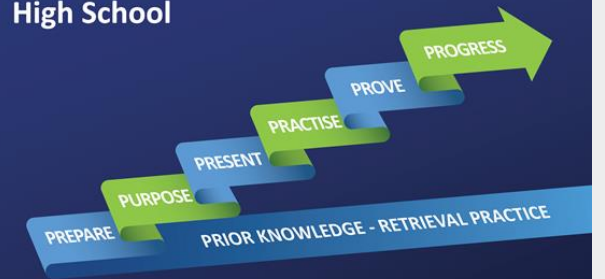 High School
PREPARE
PURPOSE
PRESENT
PRACTISE
PROVE
PROGRESS
PRIOR KNOWLEDGE - RETRIEVAL PRACTICE